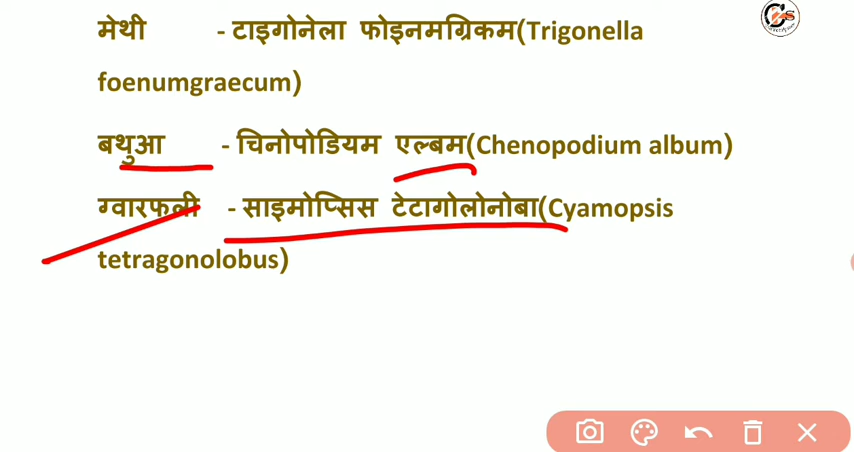 मेथी - टाइगोनेला फोइनमग्रिकम(Trigonella
foenumgraecum)
बथुआ - चिनोपोडियम एल्बम(Chenopodium album)
ग्वारफली - साइमोप्सिस टेटागोलोनोबा(Cyamopsis
tetragonolobus)